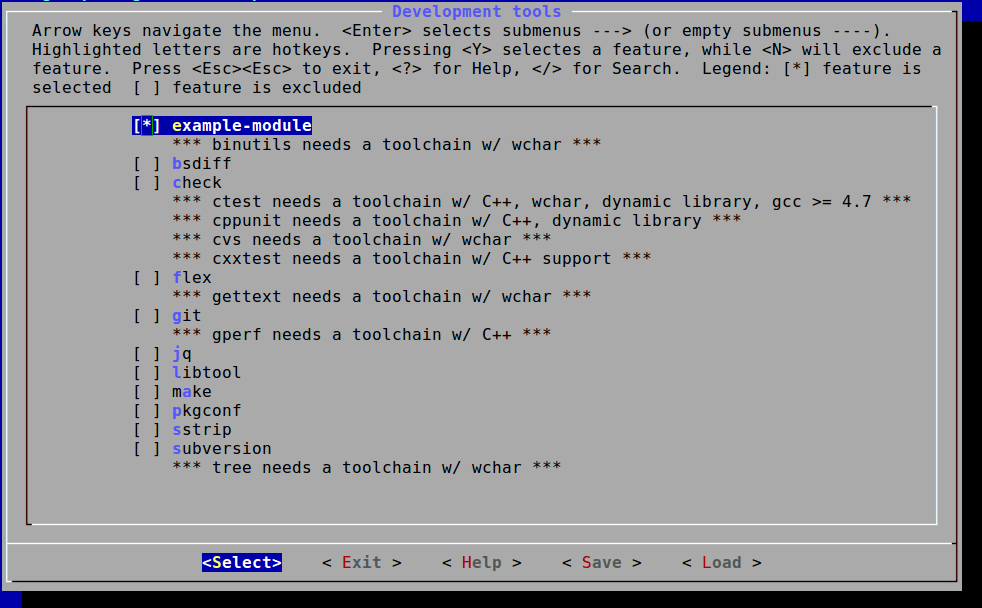 Development tools
Arrow keys navigate the menu.  <Enter> selects submenus ---> (or empty submenus ----).
Highlighted letters are hotkeys.  Pressing <Y> selectes a feature, while <N> will exclude a
feature.  Press <Esc><Esc> to exit, <?> for Help, </> for Search.  Legend: [*] feature is
selected  [ ] feature is excluded
[*] example-module
*** binutils needs a toolchain w/ wchar ***
[ ] bsdiff
[ ] check
*** ctest needs a toolchain w/ C++, wchar, dynamic library, gcc >= 4.7 ***
*** cppunit needs a toolchain w/ C++, dynamic library ***
*** cvs needs a toolchain w/ wchar ***
*** cxxtest needs a toolchain w/ C++ support ***
[ ] flex
*** gettext needs a toolchain w/ wchar ***
[ ] git
*** gperf needs a toolchain w/ C++ ***
[ ] jq
[ ] libtool
[ ] make
[ ] pkgconf
[ ] sstrip
[ ] subversion
*** tree needs a toolchain w/ wchar ***
<Select>    < Exit >    < Help >    < Save >    < Load >